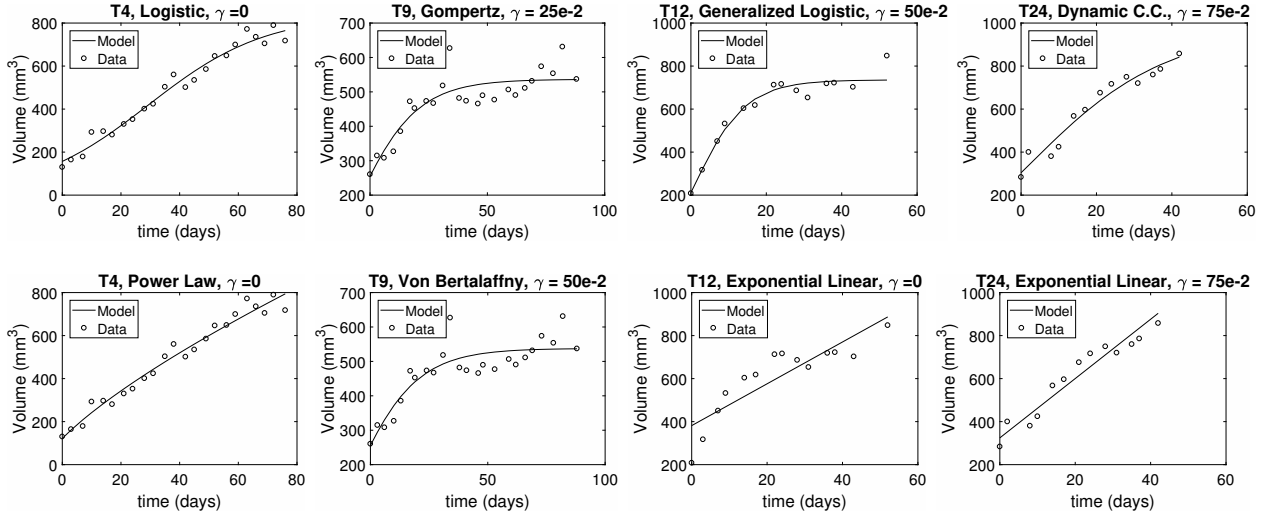 T4, Logistic, γ =0
Volume (mm³)
800
600
400
200
0
Model
Data
0 20 40 60 80
time (days)
T9, Gompertz, γ = 25e-2
700
600
500
400
300
200
Model
Data
0 50 100
time (days)
T12, Generalized Logistic, γ = 50e-2
Volume (mm³)
1000
800
600
400
200
Model
Data
0 20 40 60
time (days)
T24, Dynamic C.C., γ = 75e-2
Volume (mm³)
1000
800
600
400
200
Model
Data
0 20 40 60
time (days)
T4, Power Law, γ =0
Volume (mm³)
800
600
400
200
0
Model
Data
0 20 40 60 80
time (days)
T9, Von Bertalaffny, γ = 50e-2
Volume (mm³)
700
600
500
400
300
200
Model
Data
0 50 100
time (days)
T12, Exponential Linear, γ =0
Volume (mm³)
1000
800
600
400
200
Model
Data
0 20 40 60
time (days)
T24, Exponential Linear, γ = 75e-2
Volume (mm³)
1000
800
600
400
200
Model
Data
0 20 40 60
time (days)